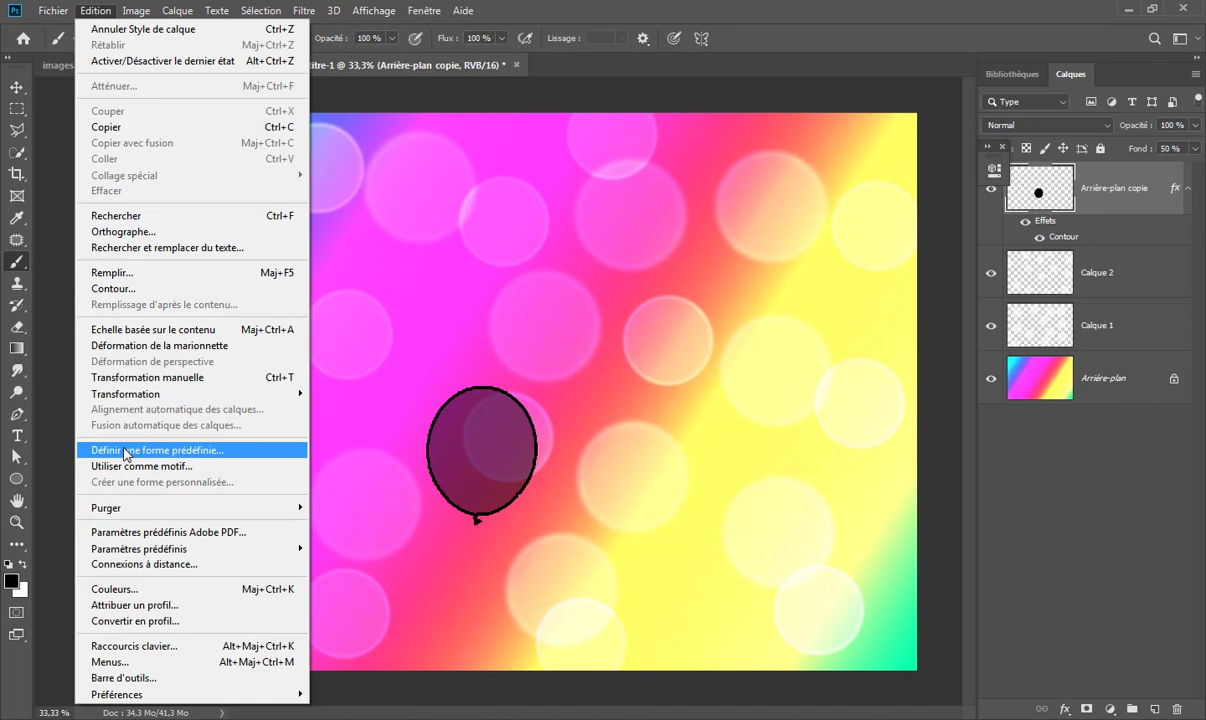 Ps Fichier Edition Image Calque Texte Sélection Filtre 3D Affichage Fenêtre Aide
Opacité : 100 % Flux : 100 % Lissage :
images
itre-1 @ 33,3% (Arrière-plan copie, RVB/16) *
Annuler Style de calque Ctrl+Z
Rétablir Maj+Ctrl+Z
Activer/Désactiver le dernier état Alt+Ctrl+Z
Atténuer... Maj+Ctrl+F
Couper Ctrl+X
Copier Ctrl+C
Copier avec fusion Maj+Ctrl+C
Coller Ctrl+V
Collage spécial
Effacer
Rechercher Ctrl+F
Orthographe...
Rechercher et remplacer du texte...
Remplir... Maj+F5
Contour...
Remplissage d'après le contenu...
Echelle basée sur le contenu Maj+Ctrl+A
Déformation de la marionnette
Déformation de perspective
Transformation manuelle Ctrl+T
Transformation
Alignement automatique des calques...
Fusion automatique des calques...
Définir une forme prédéfinie...
Utiliser comme motif...
Créer une forme personnalisée...
Purger
Paramètres prédéfinis Adobe PDF...
Paramètres prédéfinis
Connexions à distance...
Couleurs... Maj+Ctrl+K
Attribuer un profil...
Convertir en profil...
Raccourcis clavier... Alt+Maj+Ctrl+K
Menus... Alt+Maj+Ctrl+M
Barre d'outils...
Préférences
Bibliothèques Calques
Type
Normal Opacité : 100 %
Fond : 50 %
Arrière-plan copie fx
Effets
Contour
Calque 2
Calque 1
Arrière-plan
fx
33,33 % Doc : 34,3 Mo/41,3 Mo